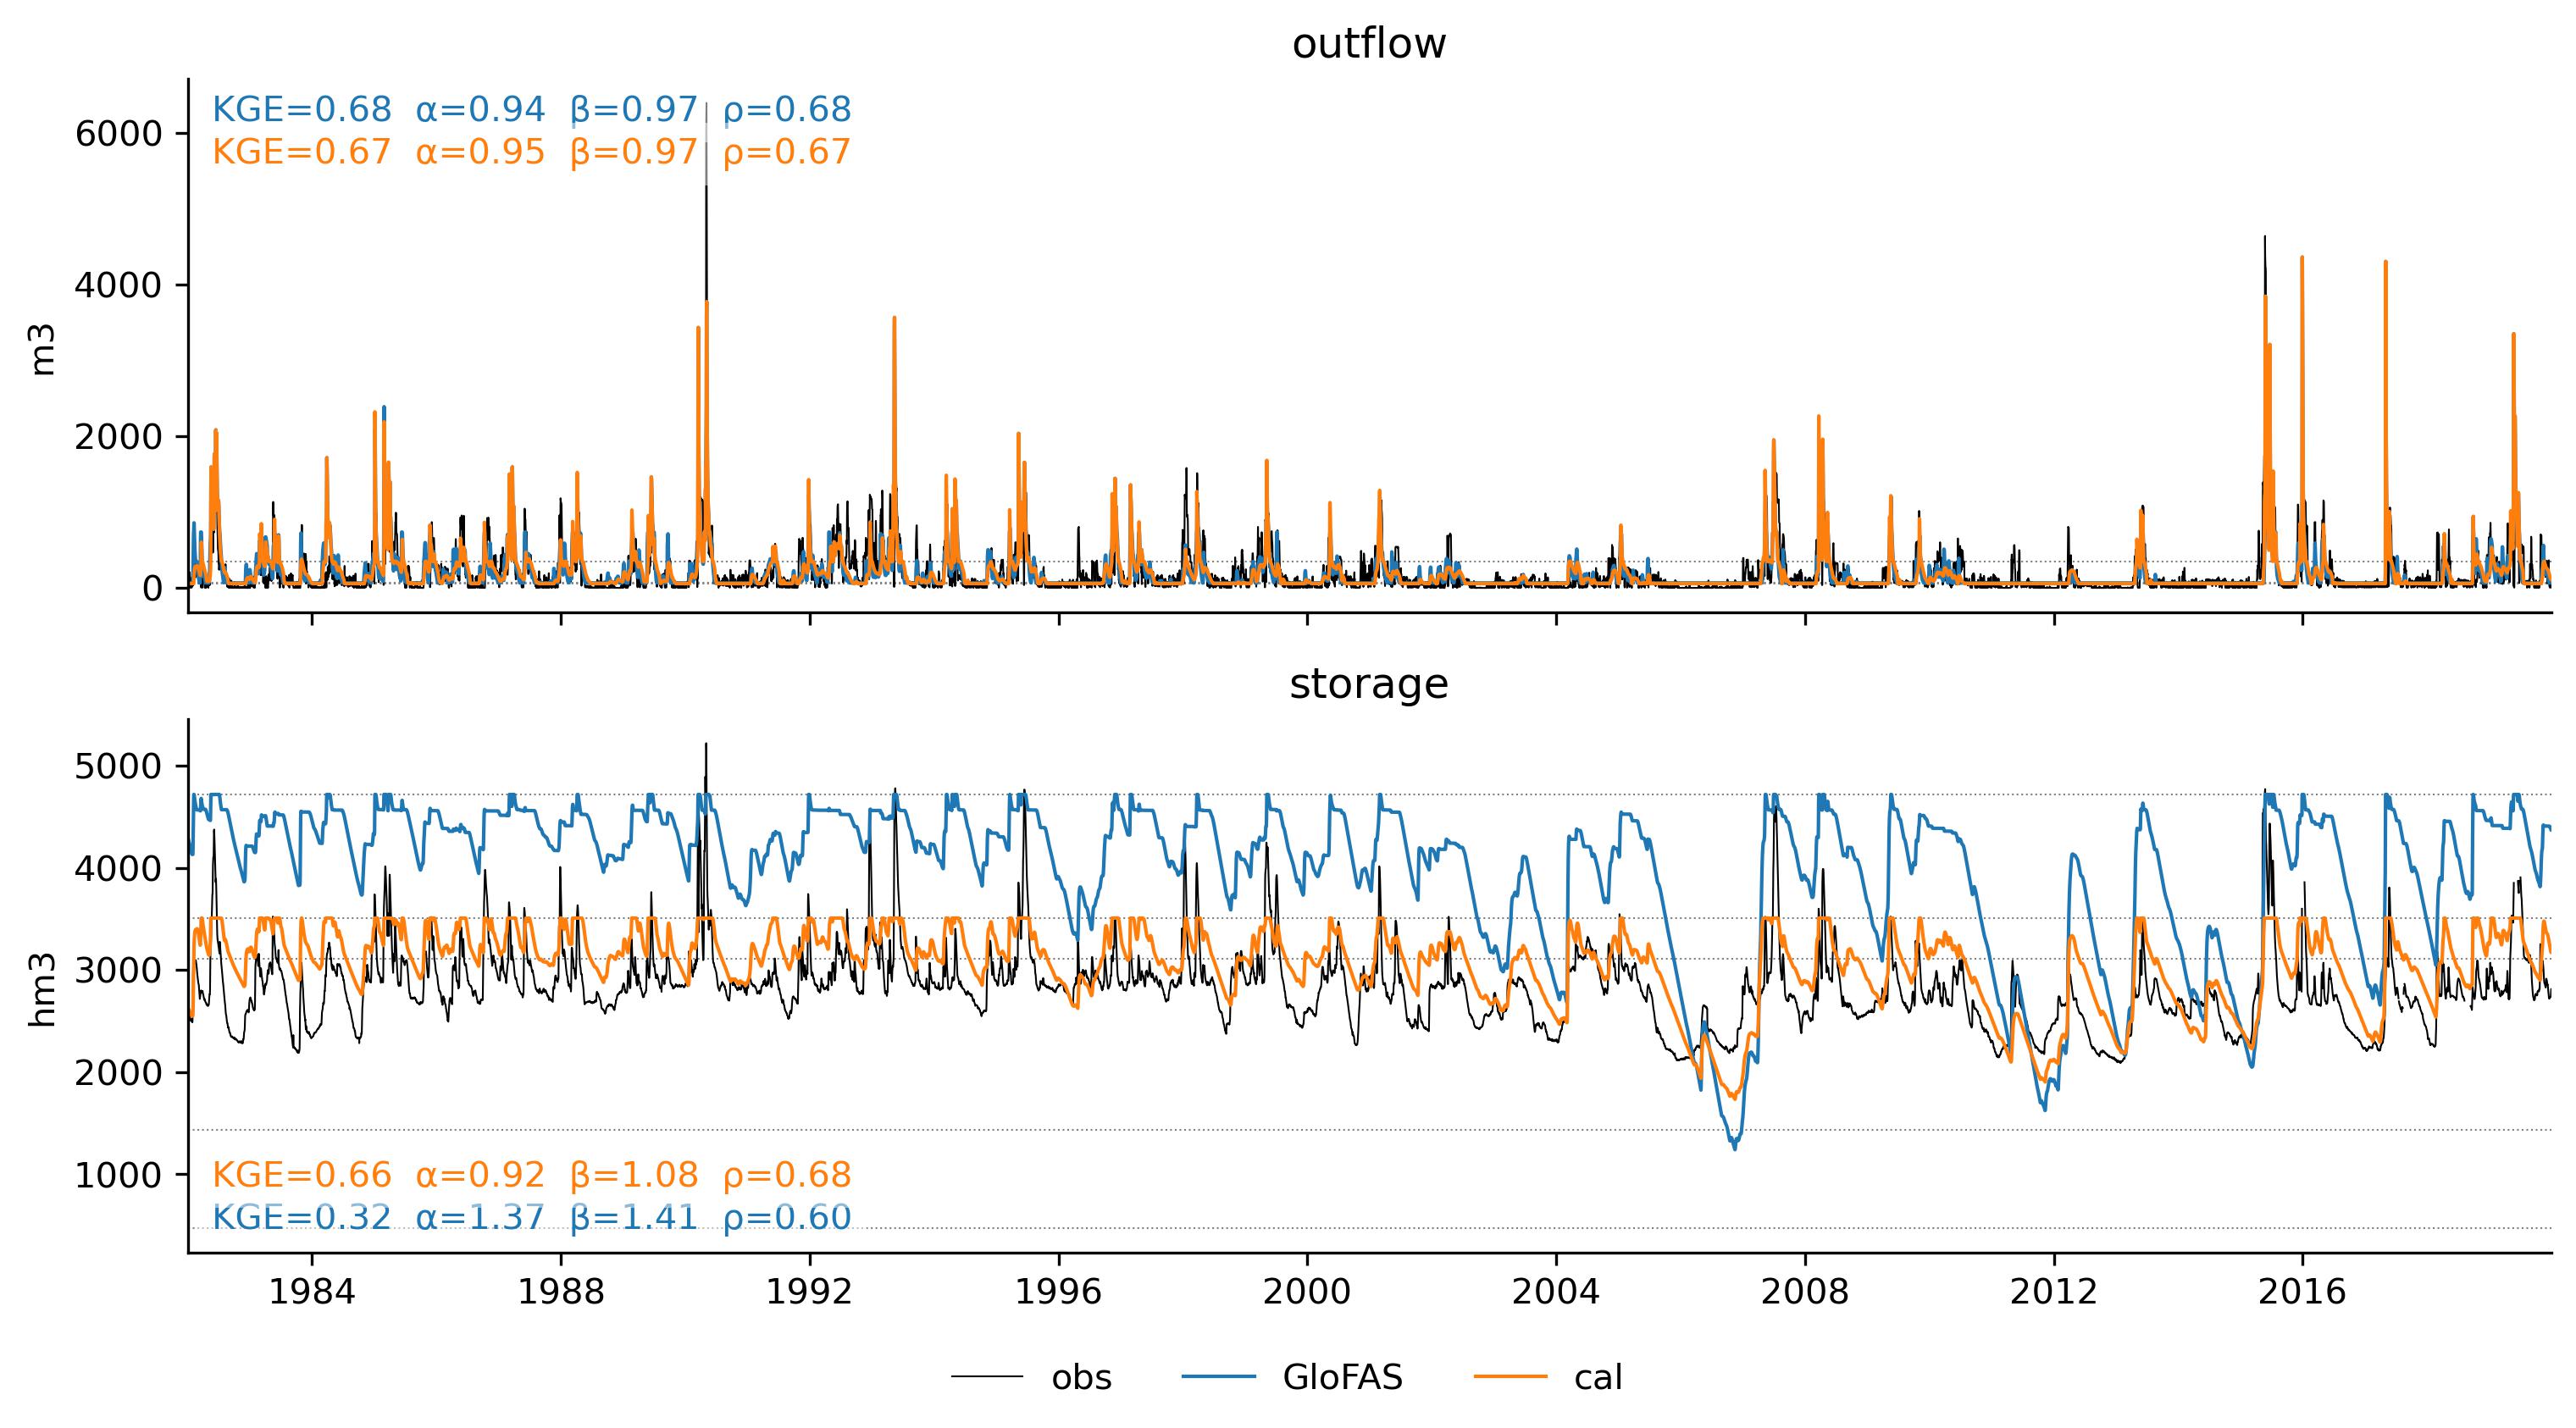 outflow
KGE=0.68 α=0.94 β=0.97 ρ=0.68
KGE=0.67 α=0.95 β=0.97 ρ=0.67
6000
4000
2000
0
m3
storage
5000
4000
3000
2000
1000
hm3
KGE=0.66 α=0.92 β=1.08 ρ=0.68
KGE=0.32 α=1.37 β=1.41 ρ=0.60
1984 1988 1992 1996 2000 2004 2008 2012 2016
obs GloFAS cal